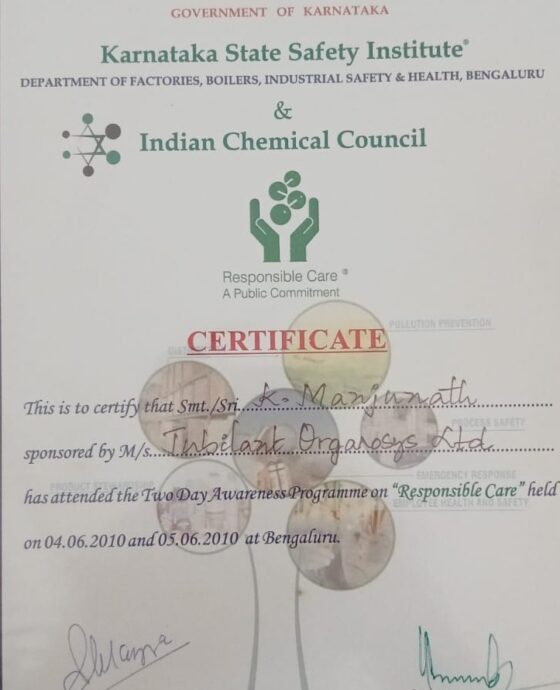 GOVERNMENT OF KARNATAKA
Karnataka State Safety Institute®
DEPARTMENT OF FACTORIES, BOILERS, INDUSTRIAL SAFETY & HEALTH, BENGALURU
&
Indian Chemical Council
Responsible Care ®
A Public Commitment
POLLUTION PREVENTION
CERTIFICATE
This is to certify that Smt./Sri. K. Manjunath
PROCESS SAFETY
sponsored by M/s. Jubilant Organosys Ltd
EMERGENCY RESPONSE
has attended the Two Day Awareness Programme on "Responsible Care" held
EMPLOYEE HEALTH AND SAFETY
on 04.06.2010 and 05.06.2010 at Bengaluru.